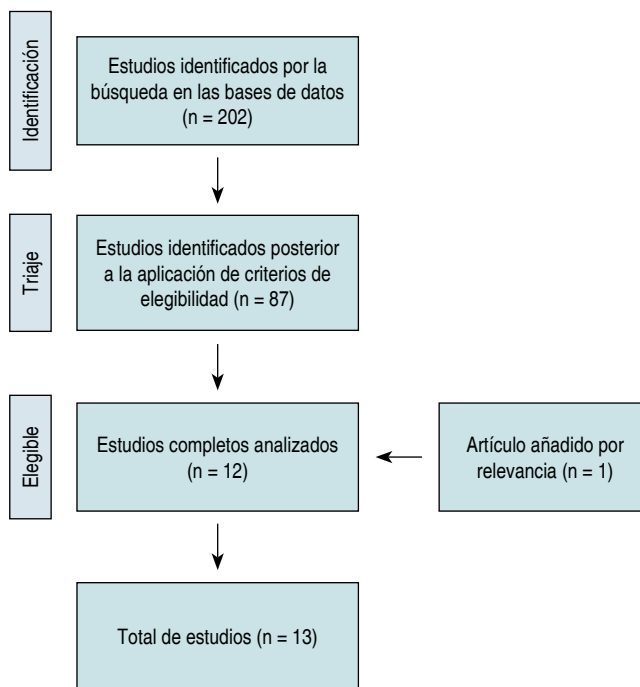 Identificación
Estudios identificados por la
búsqueda en las bases de datos
(n = 202)
Triaje
Estudios identificados posterior
a la aplicación de criterios de
elegibilidad (n = 87)
Elegible
Estudios completos analizados
(n = 12)
Artículo añadido por
relevancia (n = 1)
Total de estudios (n = 13)